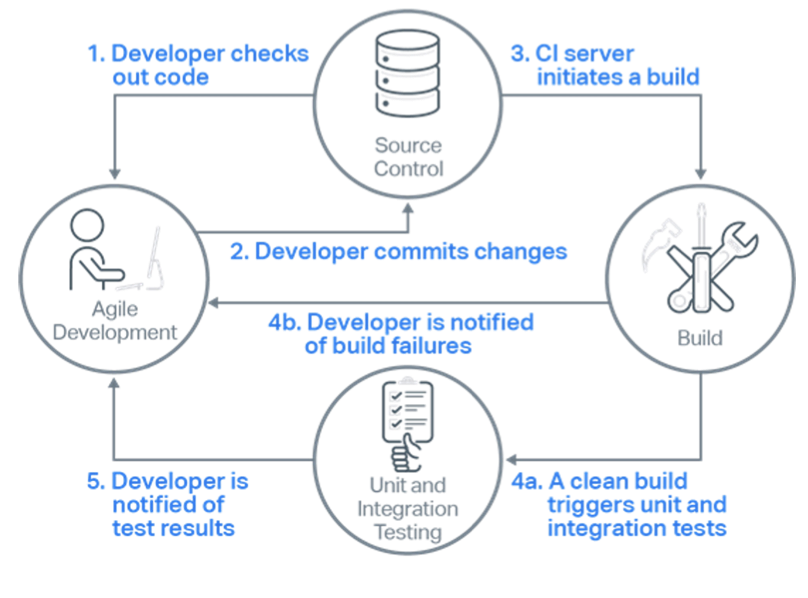 1. Developer checks
out code
3. CI server
initiates a build
Source
Control
2. Developer commits changes
Agile
Development
4b. Developer is notified
of build failures
Build
5. Developer is
notified of
test results
Unit and
Integration
Testing
4a. A clean build
triggers unit and
integration tests